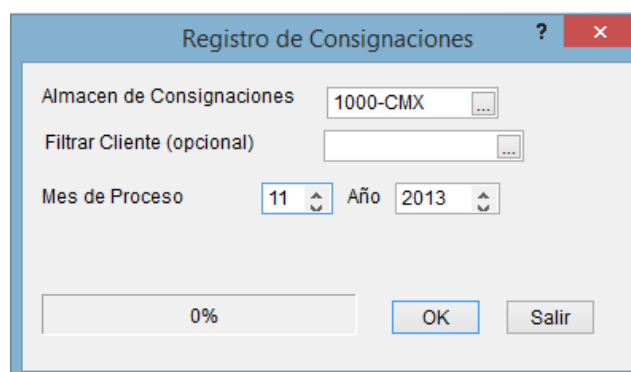 Registro de Consignaciones ? ×
Almacen de Consignaciones 1000-CMX ...
Filtrar Cliente (opcional) ...
Mes de Proceso 11 Año 2013
0% OK Salir